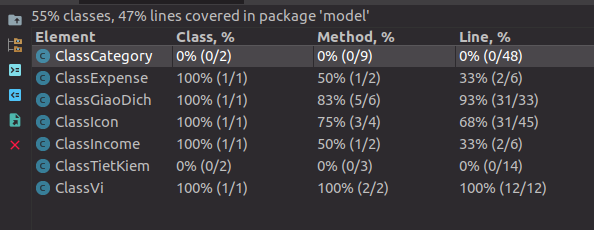 55% classes, 47% lines covered in package 'model'
Element Class, % Method, % Line, %
C ClassCategory 0% (0/2) 0% (0/9) 0% (0/48)
C ClassExpense 100% (1/1) 50% (1/2) 33% (2/6)
C ClassGiaoDich 100% (1/1) 83% (5/6) 93% (31/33)
C ClassIcon 100% (1/1) 75% (3/4) 68% (31/45)
C ClassIncome 100% (1/1) 50% (1/2) 33% (2/6)
C ClassTietKiem 0% (0/2) 0% (0/3) 0% (0/14)
C ClassVi 100% (1/1) 100% (2/2) 100% (12/12)